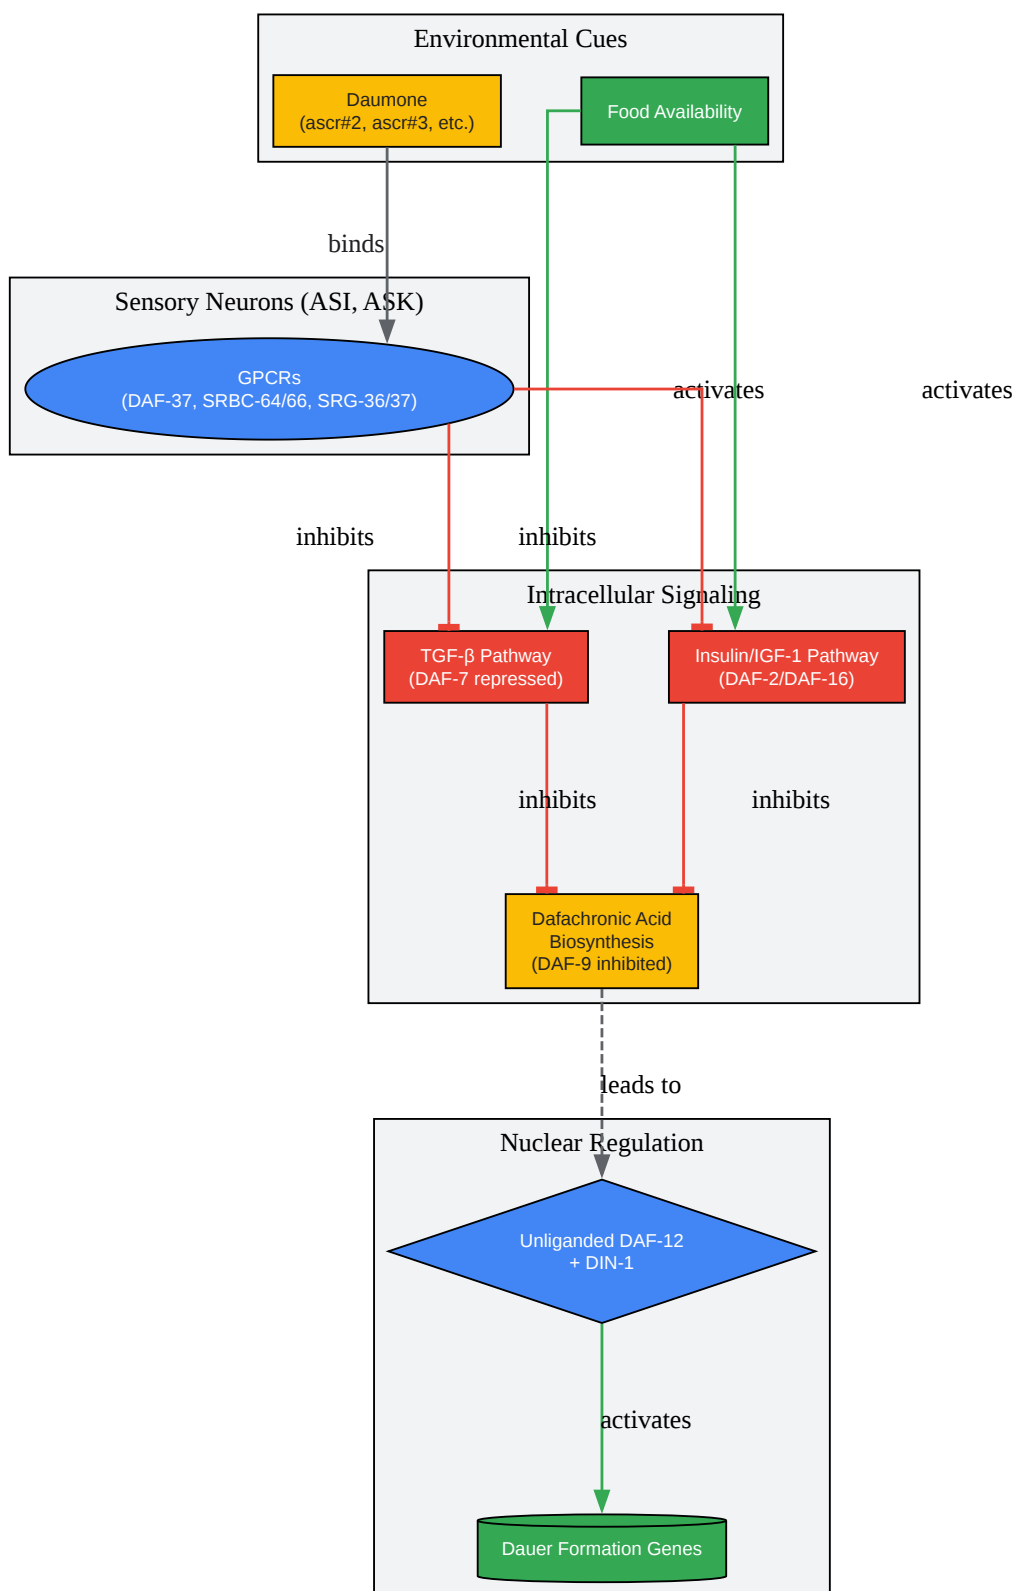 Environmental Cues
Daumone
(ascr#2, ascr#3, etc.)
Food Availability
binds
Sensory Neurons (ASI, ASK)
GPCRs
(DAF-37, SRBC-64/66, SRG-36/37)
activates
activates
inhibits
inhibits
Intracellular Signaling
TGF-β Pathway
(DAF-7 repressed)
Insulin/IGF-1 Pathway
(DAF-2/DAF-16)
inhibits
inhibits
Dafachronic Acid
Biosynthesis
(DAF-9 inhibited)
leads to
Nuclear Regulation
Unliganded DAF-12
+ DIN-1
activates
Dauer Formation Genes